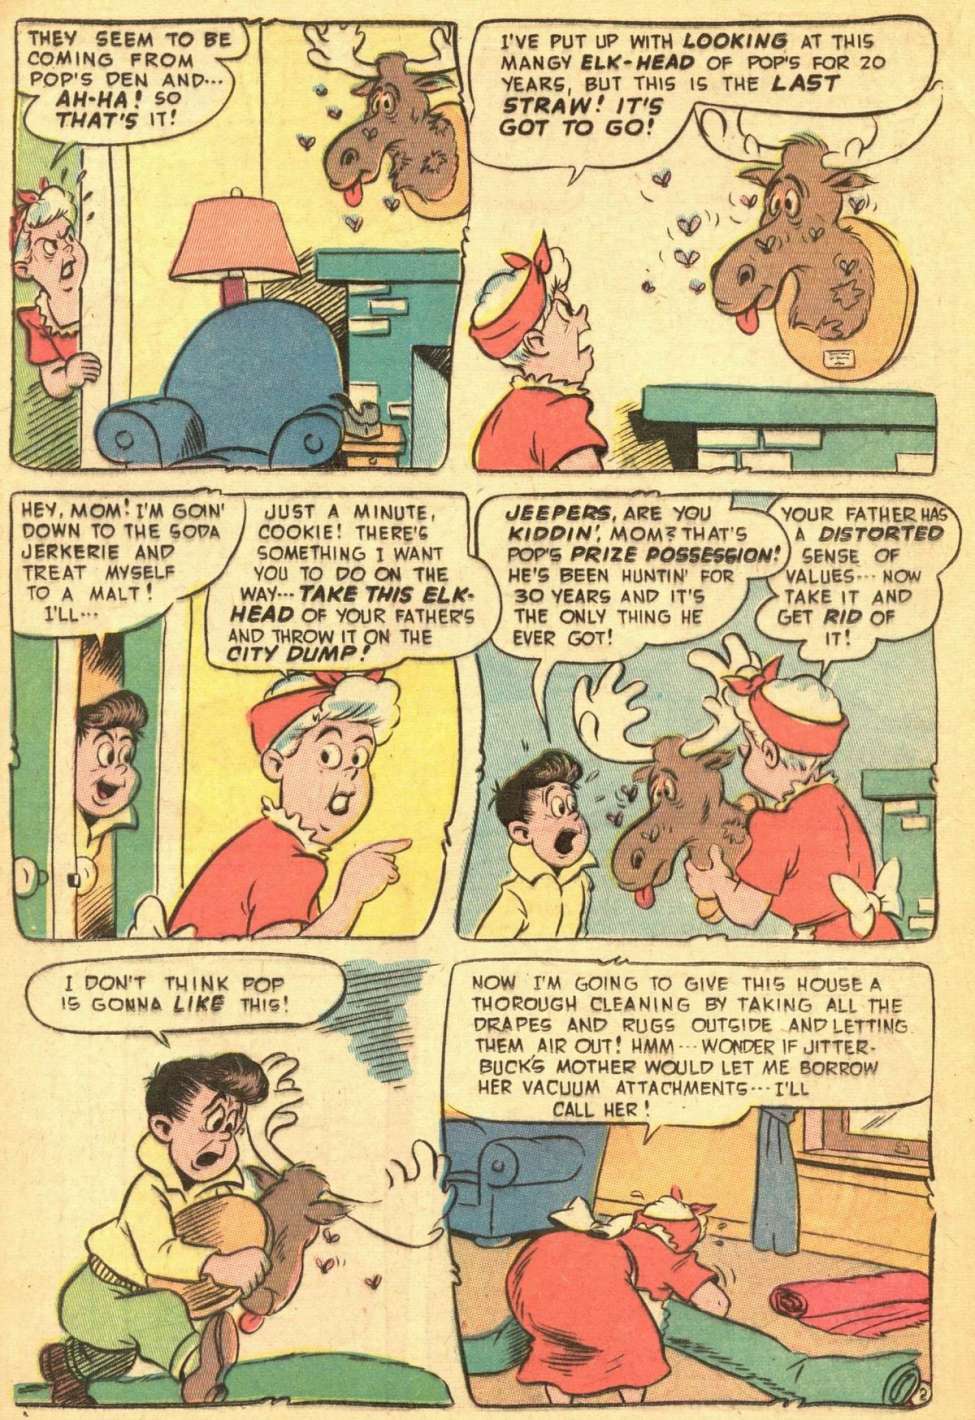 THEY SEEM TO BE
COMING FROM
POP'S DEN AND...
AH-HA! SO
THAT'S IT!
I'VE PUT UP WITH LOOKING AT THIS
MANGY ELK-HEAD OF POP'S FOR 20
YEARS, BUT THIS IS THE LAST
STRAW! IT'S
GOT TO GO!
HEY, MOM! I'M GOIN'
DOWN TO THE SODA
JERKERIE AND
TREAT MYSELF
TO A MALT!
I'LL...
JUST A MINUTE,
COOKIE! THERE'S
SOMETHING I WANT
YOU TO DO ON THE
WAY... TAKE THIS ELK-
HEAD OF YOUR FATHER'S
AND THROW IT ON THE
CITY DUMP!
JEEPERS, ARE YOU
KIDDIN', MOM? THAT'S
POP'S PRIZE POSSESSION!
HE'S BEEN HUNTIN' FOR
30 YEARS AND IT'S
THE ONLY THING HE
EVER GOT!
YOUR FATHER HAS
A DISTORTED
SENSE OF
VALUES... NOW
TAKE IT AND
GET RID OF
IT!
I DON'T THINK POP
IS GONNA LIKE THIS!
NOW I'M GOING TO GIVE THIS HOUSE A
THOROUGH CLEANING BY TAKING ALL THE
DRAPES AND RUGS OUTSIDE AND LETTING
THEM AIR OUT! HMM... WONDER IF JITTER-
BUCK'S MOTHER WOULD LET ME BORROW
HER VACUUM ATTACHMENTS... I'LL
CALL HER!
2